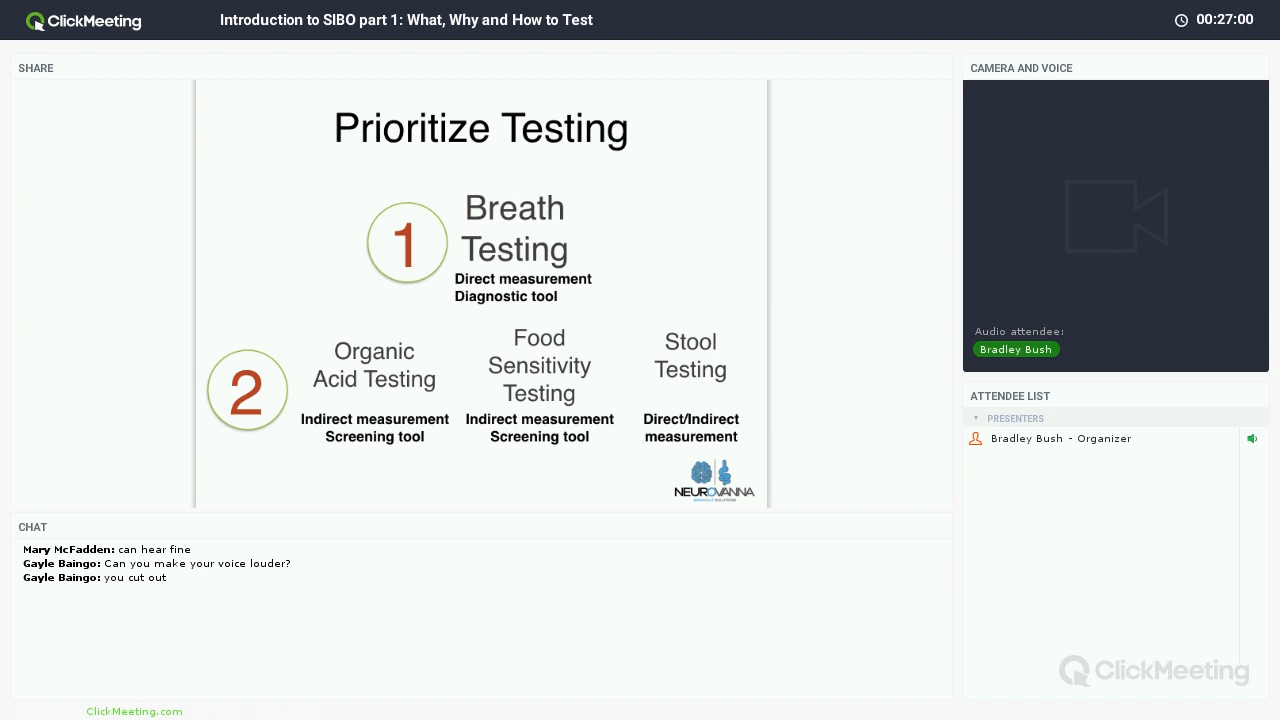 ClickMeeting
Introduction to SIBO part 1: What, Why and How to Test
00:27:00
SHARE
Prioritize Testing
1
Breath
Testing
Direct measurement
Diagnostic tool
2
Organic
Acid Testing
Indirect measurement
Screening tool
Food
Sensitivity
Testing
Indirect measurement
Screening tool
Stool
Testing
Direct/Indirect
measurement
NEUROVANNA
CHAT
Mary McFadden: can hear fine
Gayle Baingo: Can you make your voice louder?
Gayle Baingo: you cut out
CAMERA AND VOICE
Audio attendee:
Bradley Bush
ATTENDEE LIST
PRESENTERS
Bradley Bush - Organizer
ClickMeeting
ClickMeeting.com